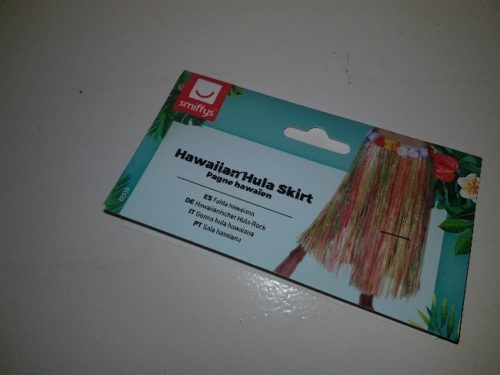 smiffys
Hawaiian Hula Skirt
Pagne hawaïen
ES Falda hawaiana
DE Hawaiianischer Hula-Rock
IT Gonna hula hawaiana
PT Saia havaiana